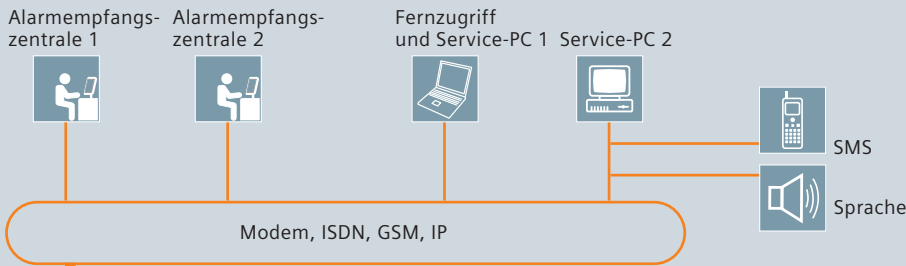 Alarmempfangs-
zentrale 1
Alarmempfangs-
zentrale 2
Fernzugriff
und Service-PC 1
Service-PC 2
SMS
Sprache
Modem, ISDN, GSM, IP